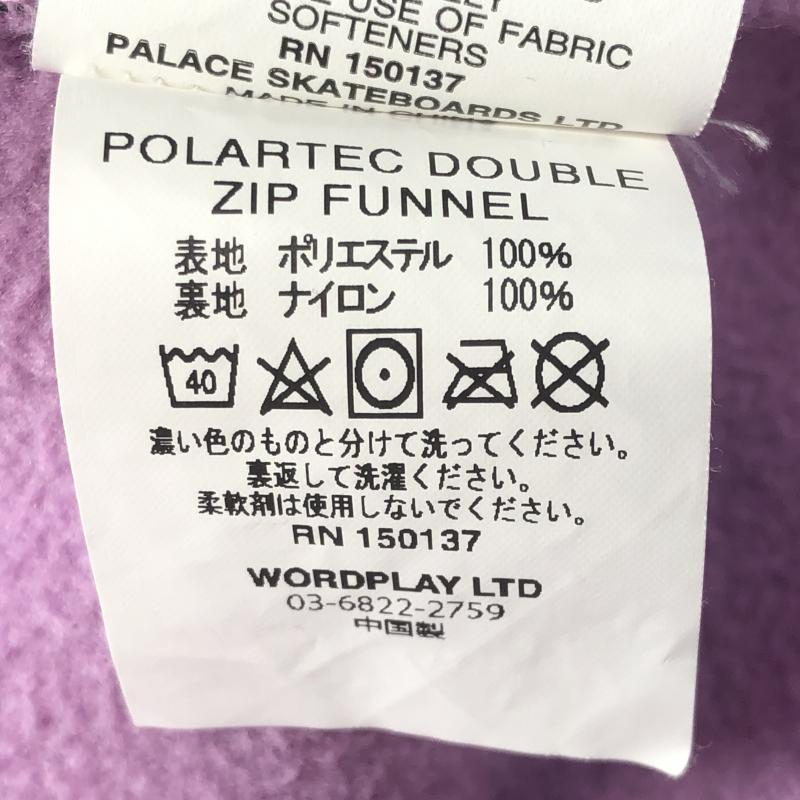 USE OF FABRIC
SOFTENERS
RN 150137
PALACE SKATEBOARDS LTD
MADE IN CHINA
POLARTEC DOUBLE
ZIP FUNNEL
表地 ポリエステル 100%
裏地 ナイロン 100%
40
濃い色のものと分けて洗ってください。
裏返して洗濯ください。
柔軟剤は使用しないでください。
RN 150137
WORDPLAY LTD
03-6822-2759
中国製